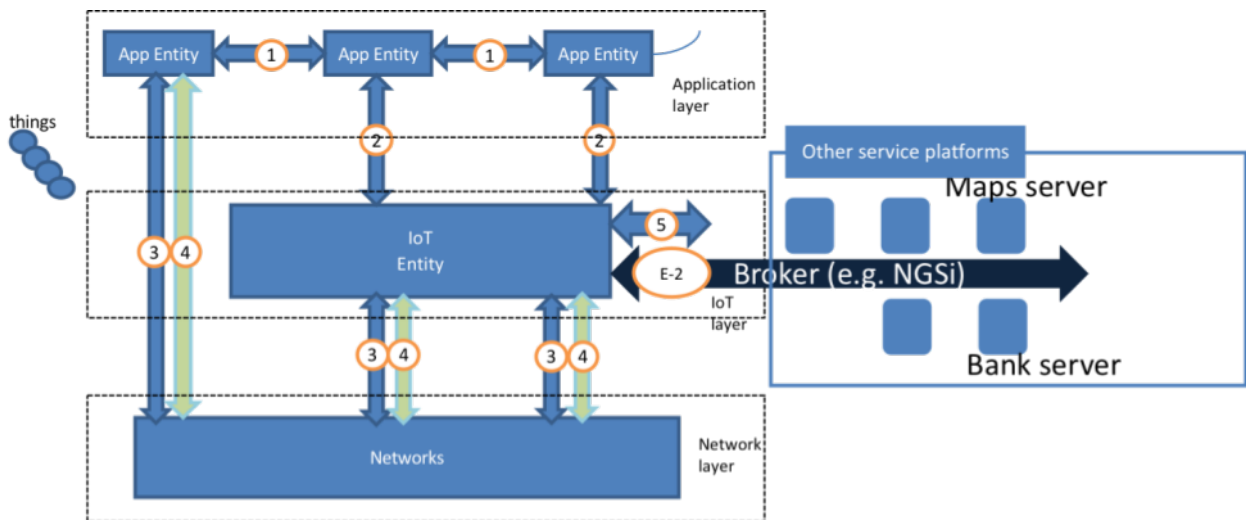 App Entity
1
App Entity
1
App Entity
Application
layer
things
2
2
Other service platforms
Maps server
IoT
Entity
5
3
4
E-2
Broker (e.g. NGSi)
IoT
layer
3
4
3
4
Bank server
Networks
Network
layer